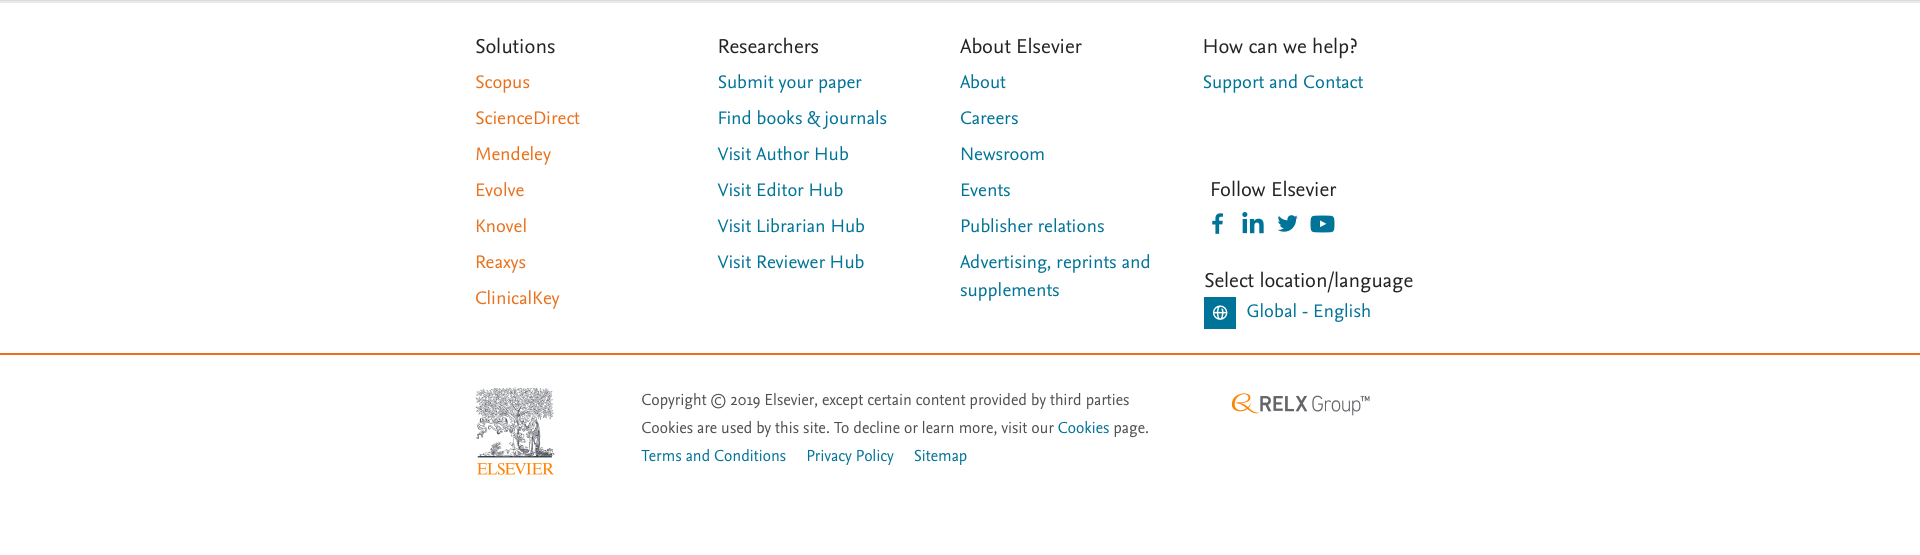 Solutions
Scopus
ScienceDirect
Mendeley
Evolve
Knovel
Reaxys
ClinicalKey
Researchers
Submit your paper
Find books & journals
Visit Author Hub
Visit Editor Hub
Visit Librarian Hub
Visit Reviewer Hub
About Elsevier
About
Careers
Newsroom
Events
Publisher relations
Advertising, reprints and
supplements
How can we help?
Support and Contact
Follow Elsevier
Select location/language
Global - English
ELSEVIER
Copyright © 2019 Elsevier, except certain content provided by third parties
Cookies are used by this site. To decline or learn more, visit our Cookies page.
Terms and Conditions Privacy Policy Sitemap
RELX Group™